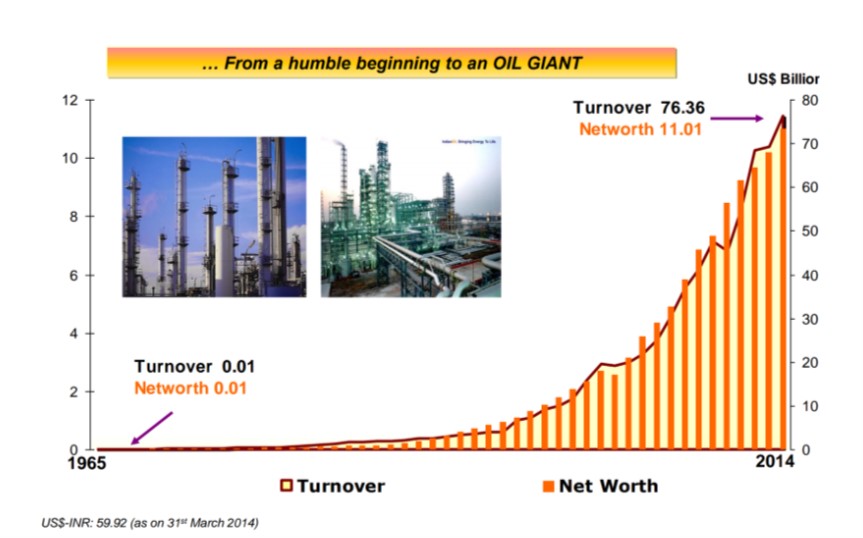 ... From a humble beginning to an OIL GIANT
US$ Billion
12
10
8
6
4
2
0
80
70
60
50
40
30
20
10
0
Turnover 76.36
Networth 11.01
Turnover 0.01
Networth 0.01
1965
2014
Turnover
Net Worth
US$-INR: 59.92 (as on 31st March 2014)